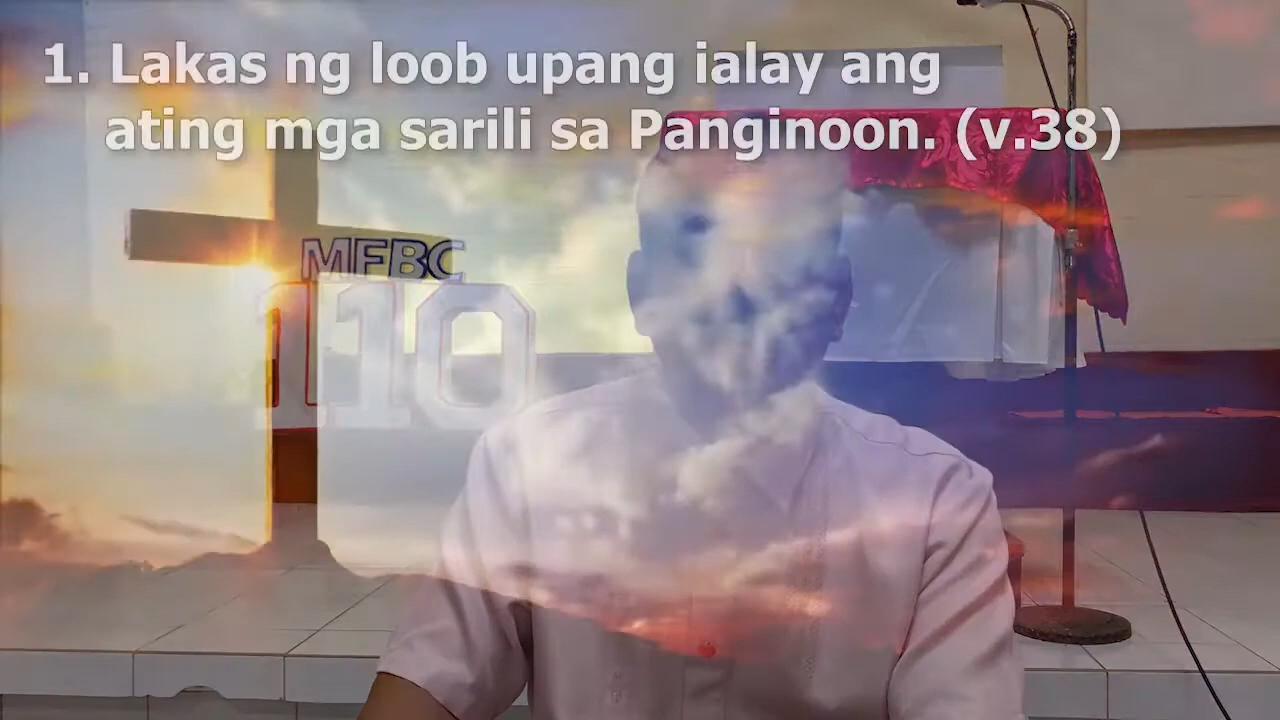 1. Lakas ng loob upang ialay ang
ating mga sarili sa Panginoon. (v.38)
MFBC
110